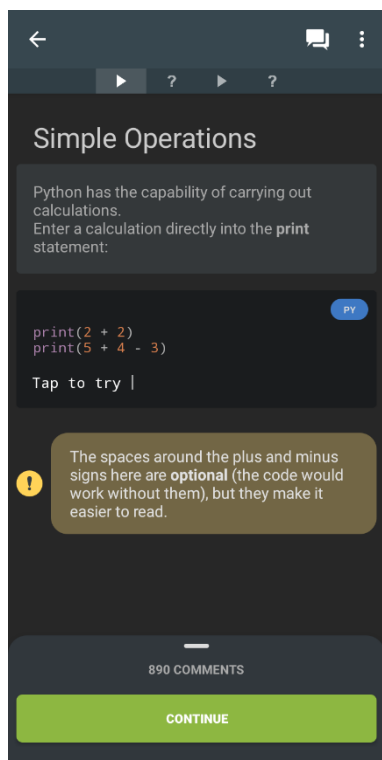 ?
?
Simple Operations
Python has the capability of carrying out
calculations.
Enter a calculation directly into the print
statement:
PY
print(2 + 2)
print(5 + 4 - 3)
Tap to try |
The spaces around the plus and minus
signs here are optional (the code would
work without them), but they make it
easier to read.
!
890 COMMENTS
CONTINUE